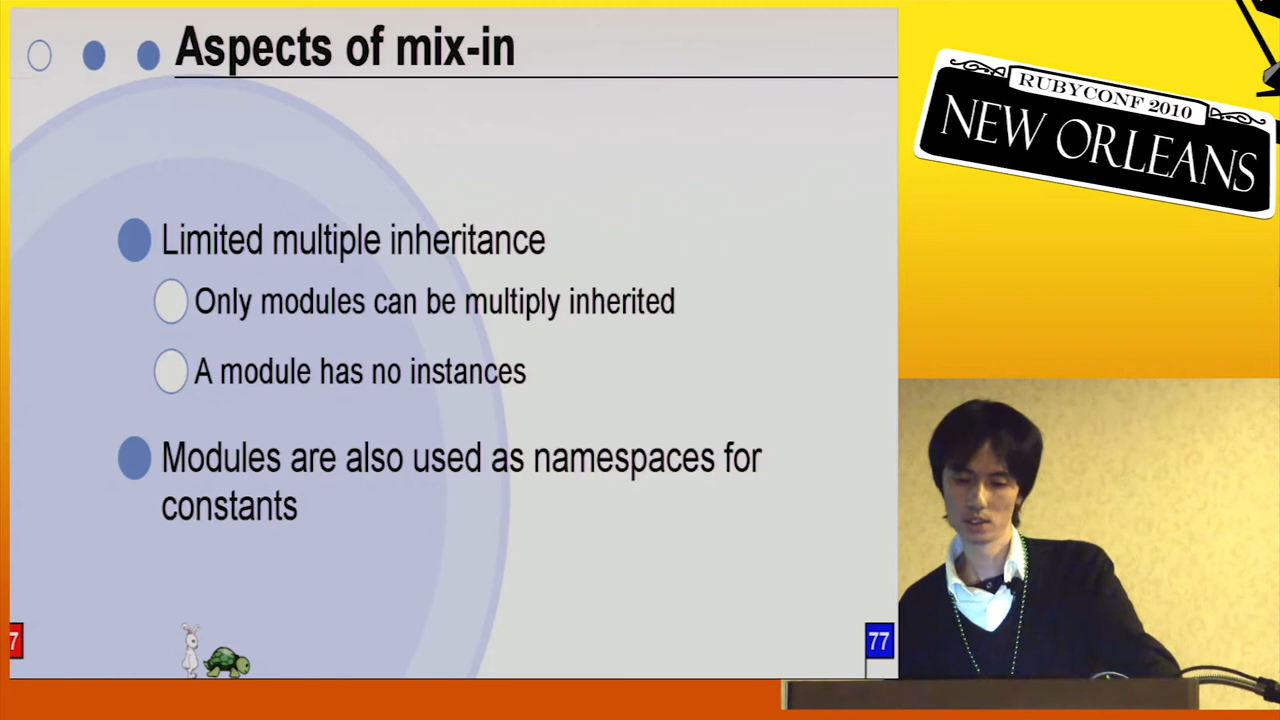 Aspects of mix-in
RUBYCONF 2010
NEW ORLEANS
Limited multiple inheritance
Only modules can be multiply inherited
A module has no instances
Modules are also used as namespaces for
constants
7
77